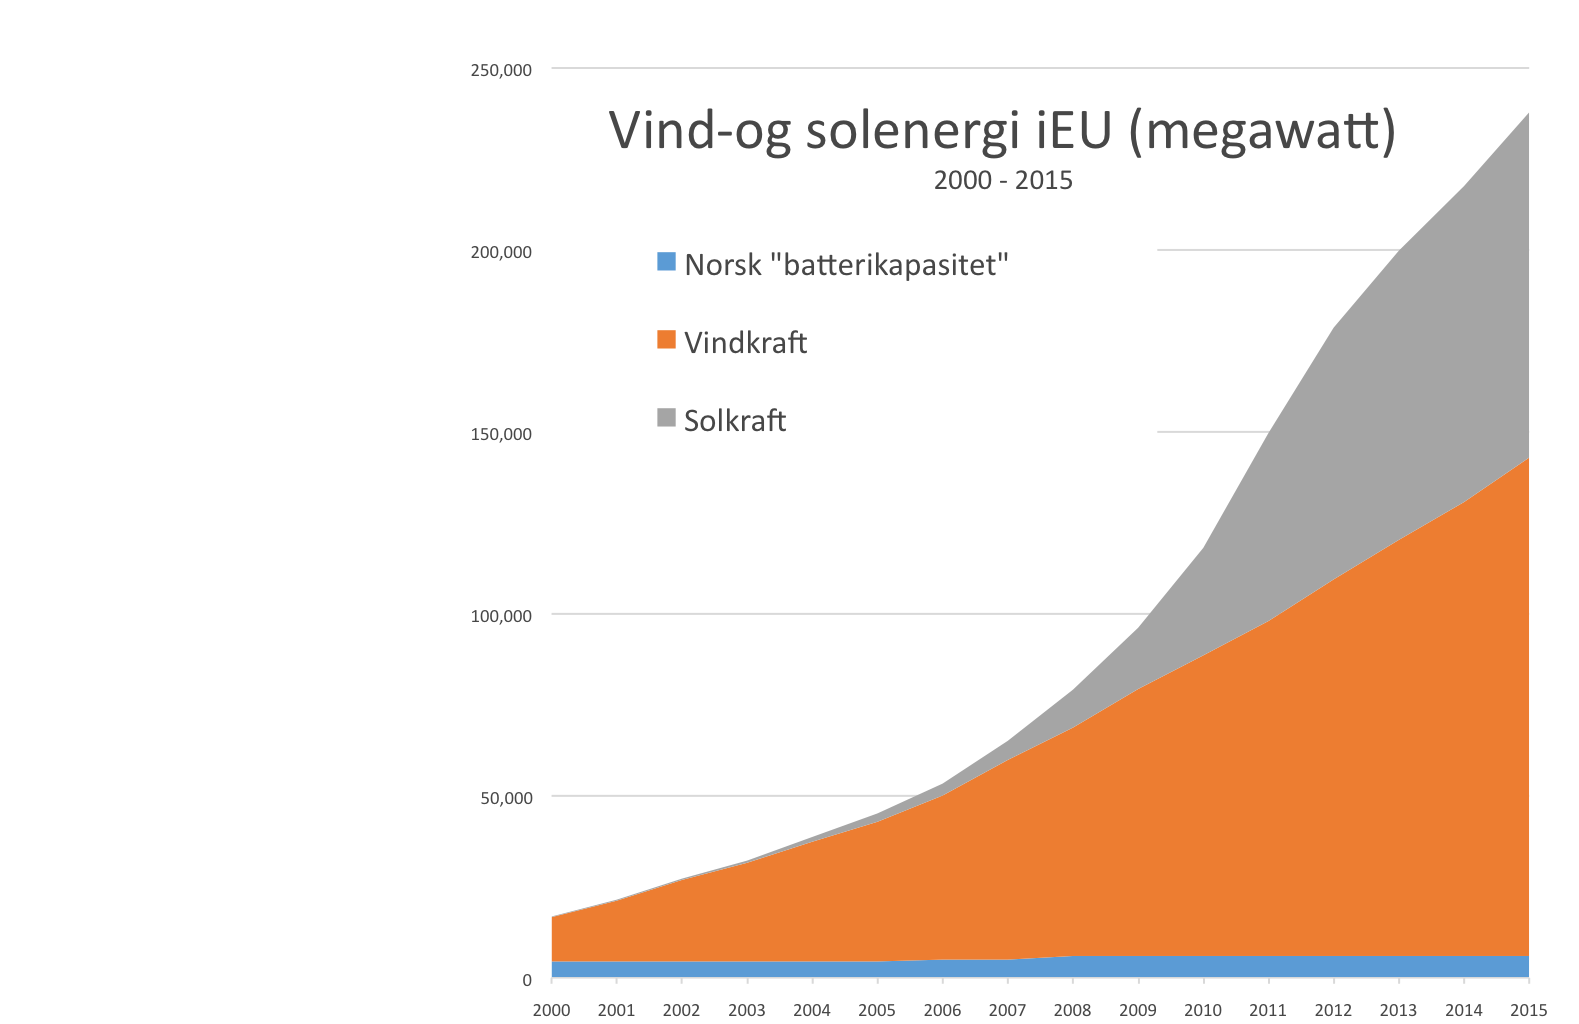 Vind-og solenergi iEU (megawatt)
2000 - 2015
Norsk "batterikapasitet"
Vindkraft
Solkraft
250,000
200,000
150,000
100,000
50,000
0
2000 2001 2002 2003 2004 2005 2006 2007 2008 2009 2010 2011 2012 2013 2014 2015